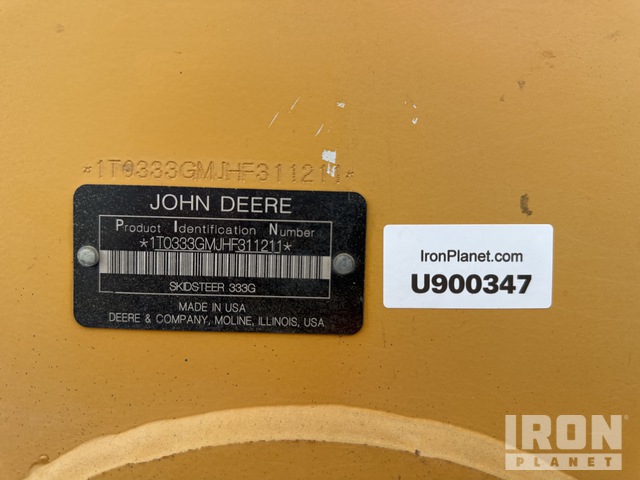 *1T0333GMJHF311211*
JOHN DEERE
Product Identification Number
*1T0333GMJHF311211*
SKIDSTEER 333G
MADE IN USA
DEERE & COMPANY, MOLINE, ILLINOIS, USA
IronPlanet.com
U900347
IRON
PLANET